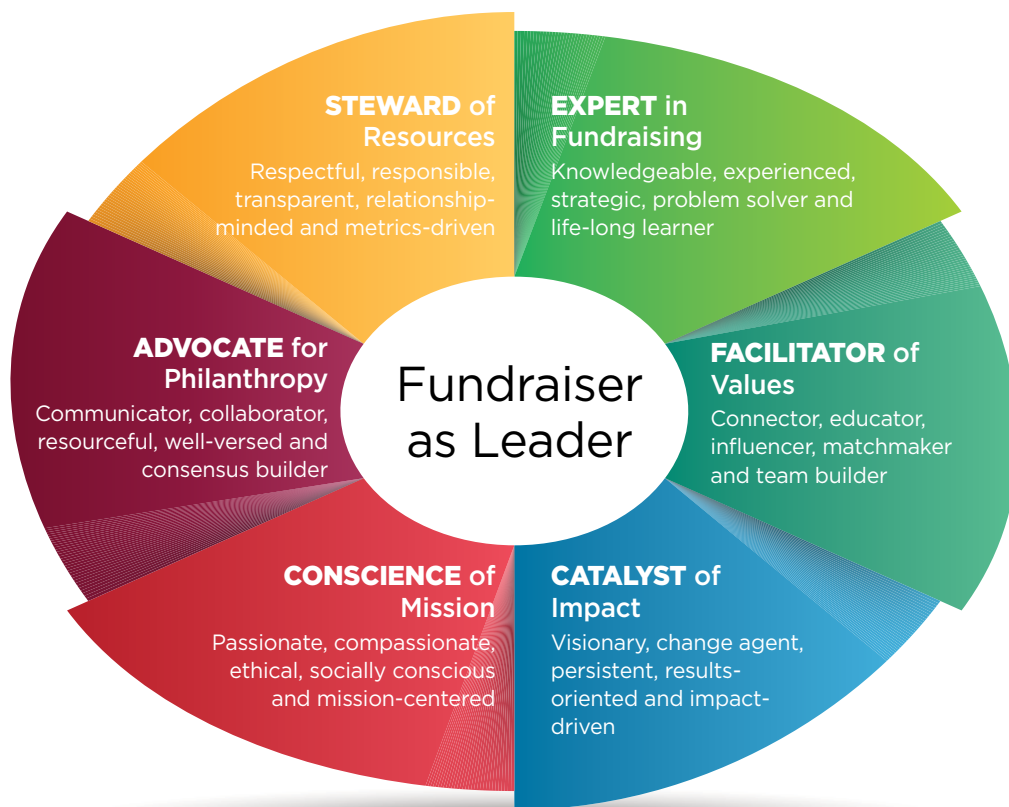 STEWARD of
Resources
Respectful, responsible,
transparent, relationship-
minded and metrics-driven
EXPERT in
Fundraising
Knowledgeable, experienced,
strategic, problem solver and
life-long learner
ADVOCATE for
Philanthropy
Communicator, collaborator,
resourceful, well-versed and
consensus builder
Fundraiser
as Leader
FACILITATOR of
Values
Connector, educator,
influencer, matchmaker
and team builder
CONSCIENCE of
Mission
Passionate, compassionate,
ethical, socially conscious
and mission-centered
CATALYST of
Impact
Visionary, change agent,
persistent, results-
oriented and impact-
driven